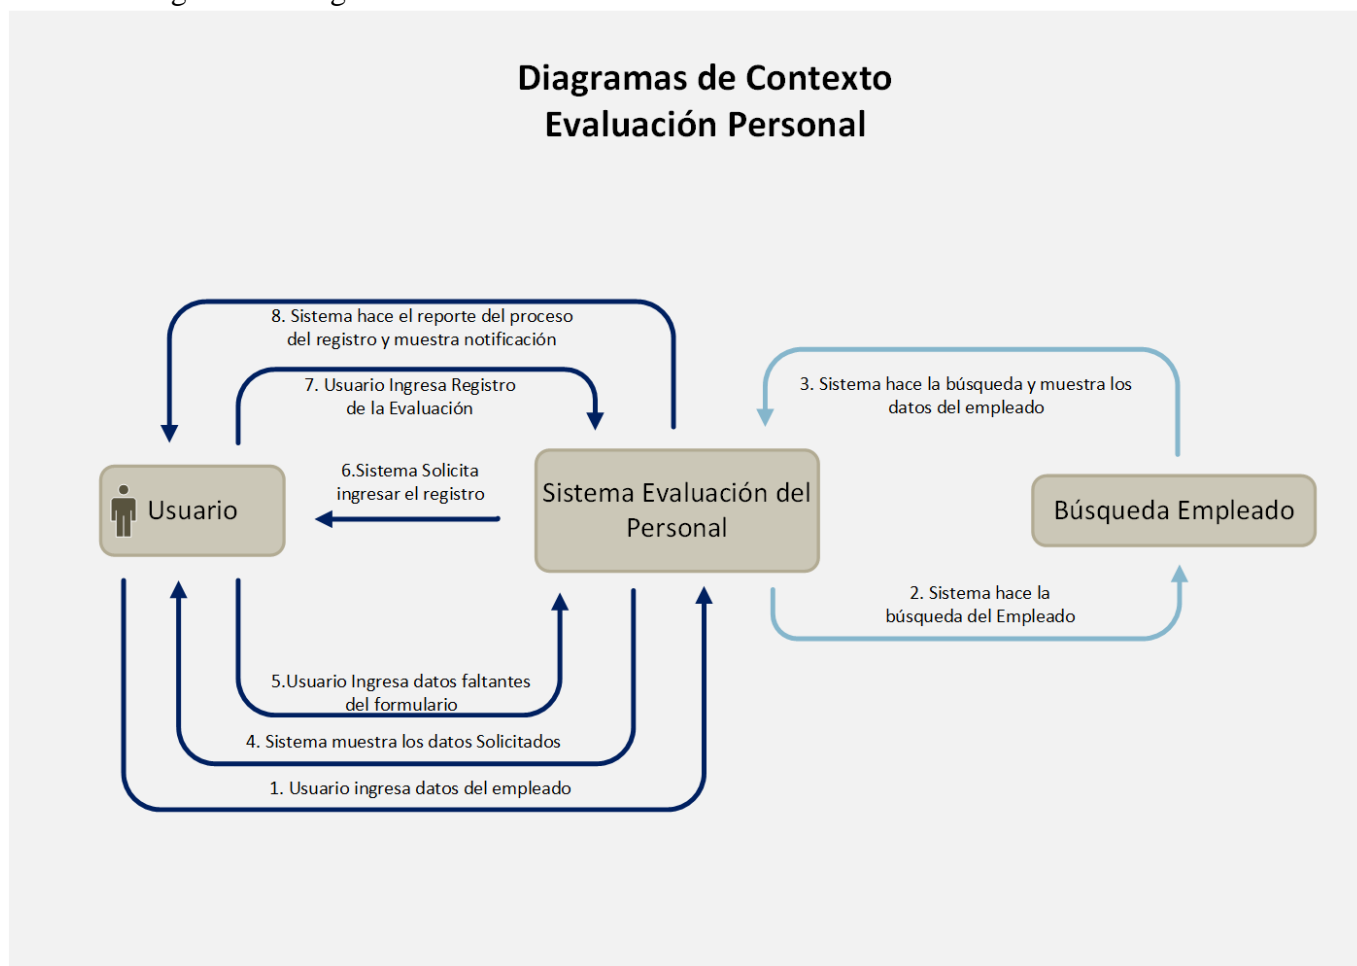 Diagramas de Contexto
Evaluación Personal
8. Sistema hace el reporte del proceso
del registro y muestra notificación
7. Usuario Ingresa Registro
de la Evaluación
3. Sistema hace la búsqueda y muestra los
datos del empleado
6.Sistema Solicita
ingresar el registro
Usuario
Sistema Evaluación del
Personal
Búsqueda Empleado
2. Sistema hace la
búsqueda del Empleado
5.Usuario Ingresa datos faltantes
del formulario
4. Sistema muestra los datos Solicitados
1. Usuario ingresa datos del empleado